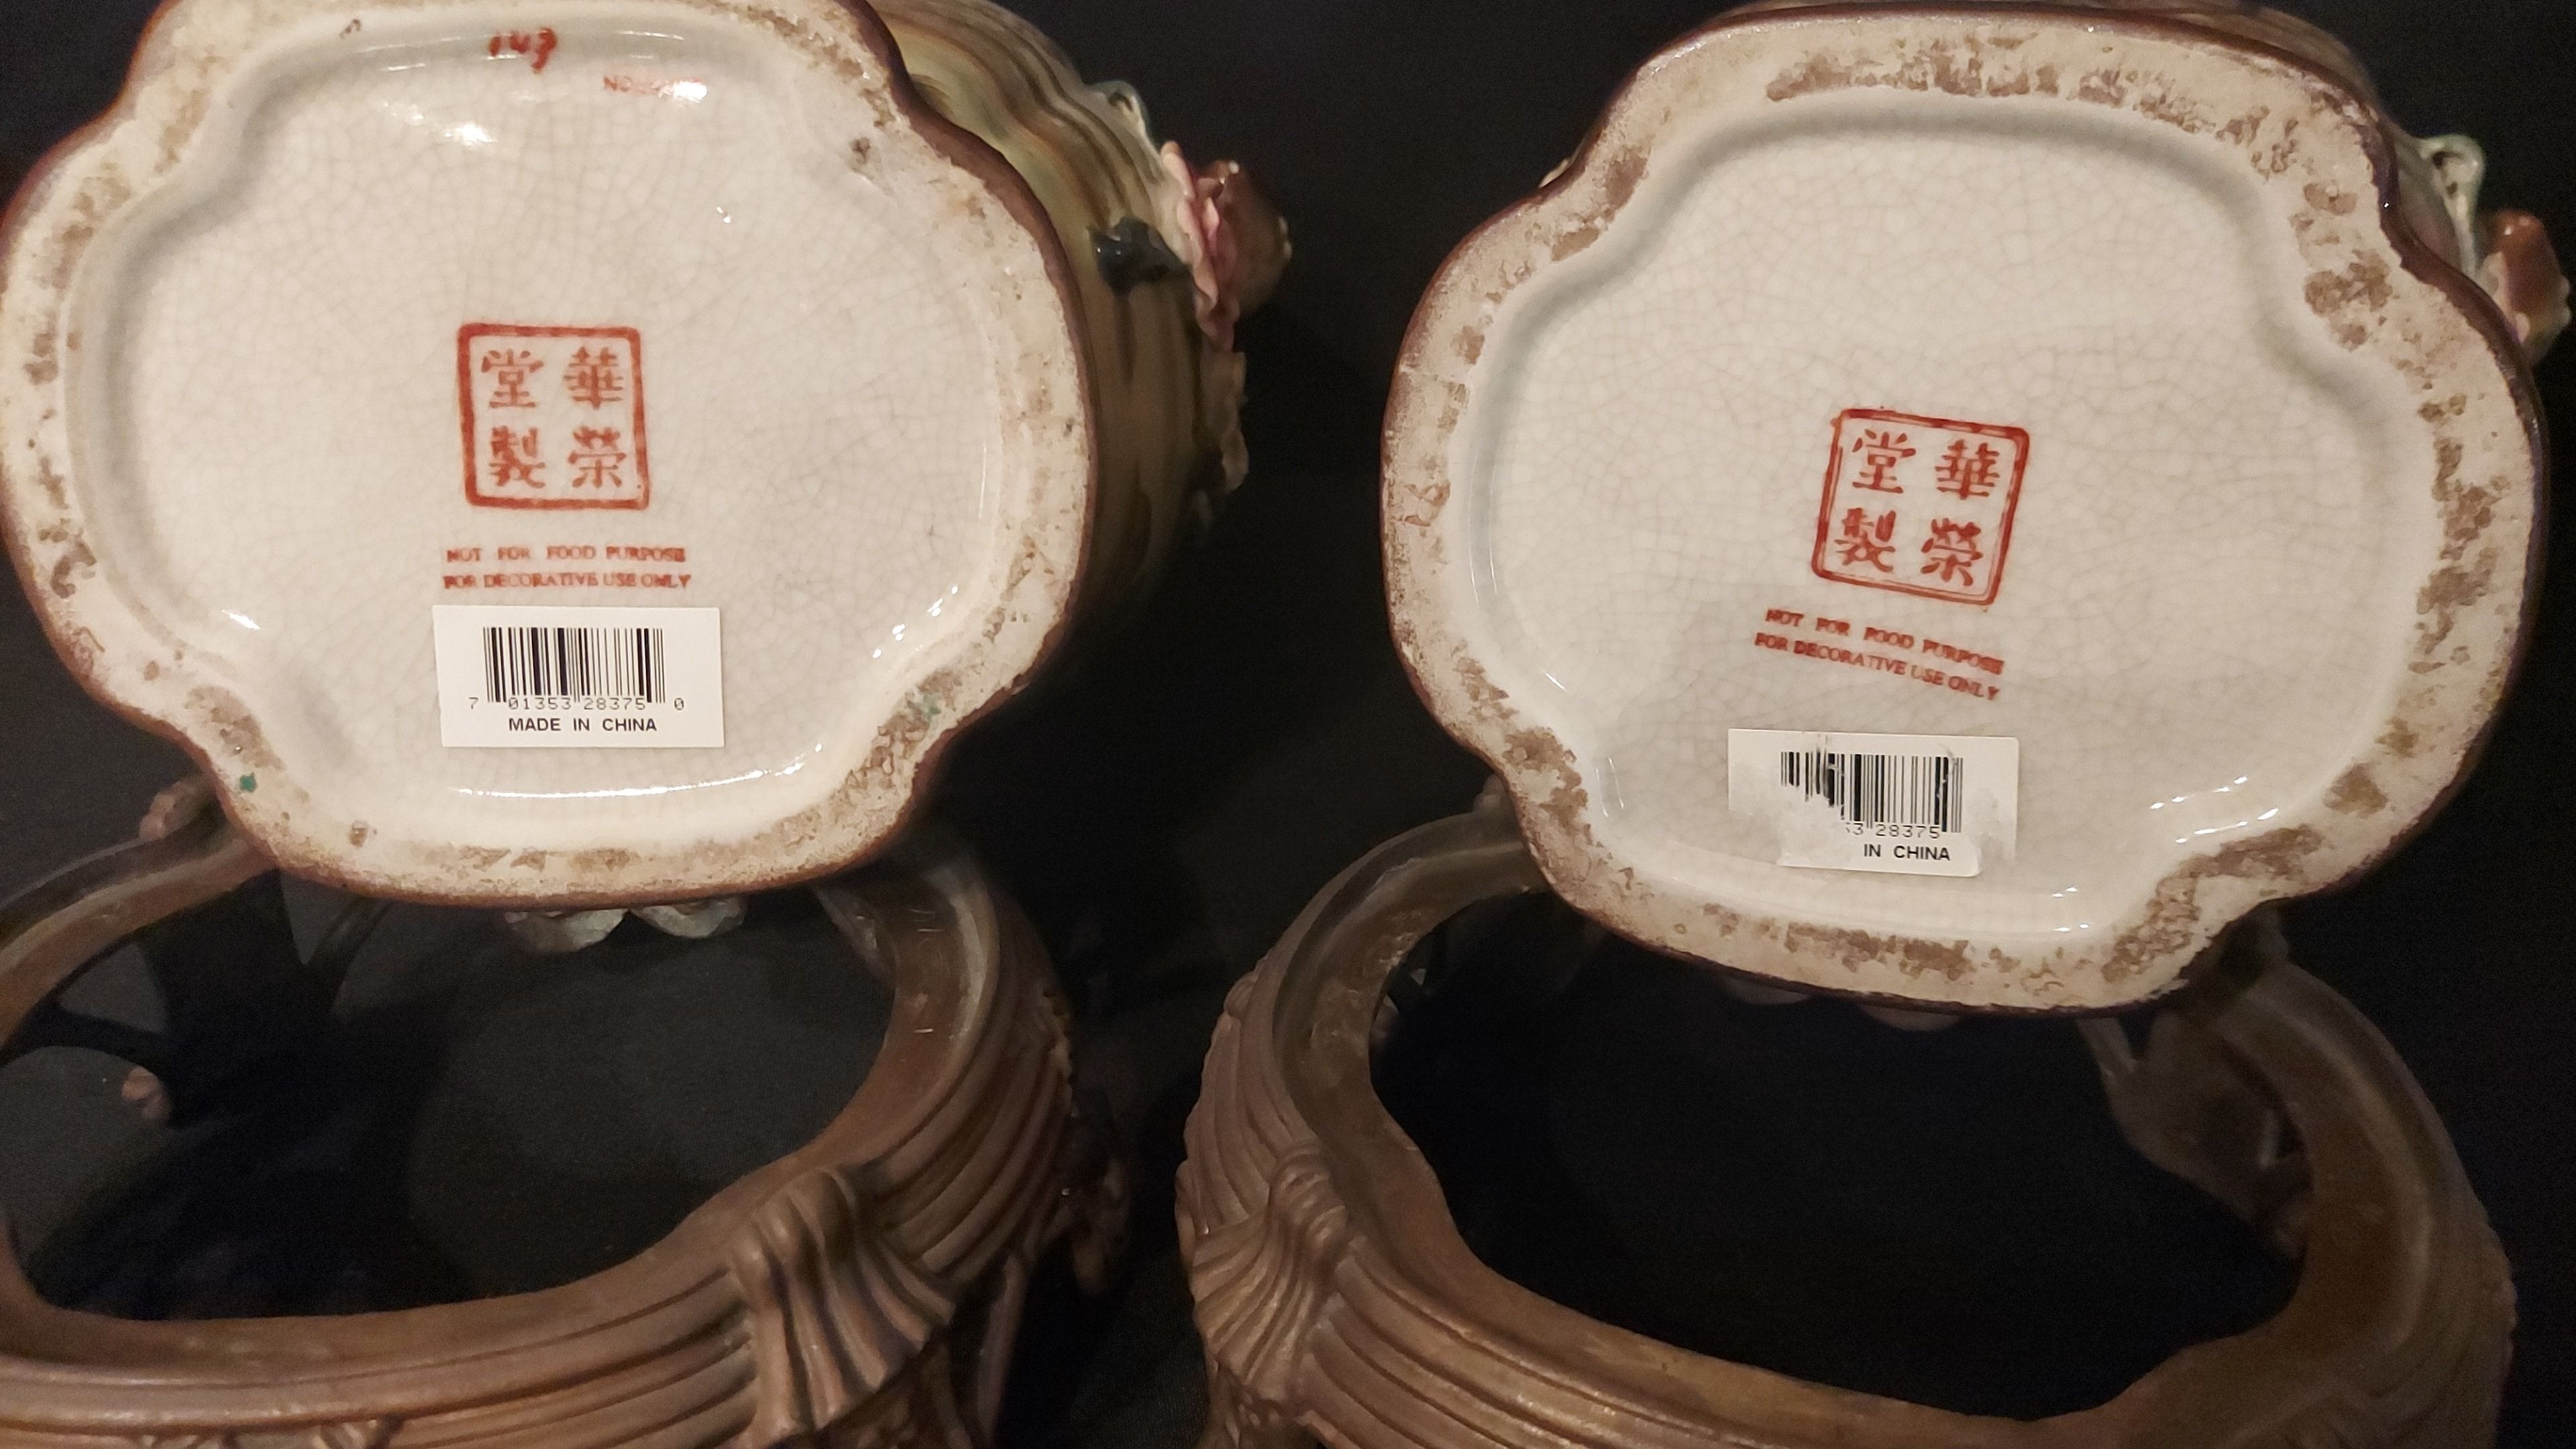 143
NO.
華榮
堂製
NOT FOR FOOD PURPOSE
FOR DECORATIVE USE ONLY
7 01353 28375 0
MADE IN CHINA
華榮
堂製
NOT FOR FOOD PURPOSE
FOR DECORATIVE USE ONLY
28375
IN CHINA